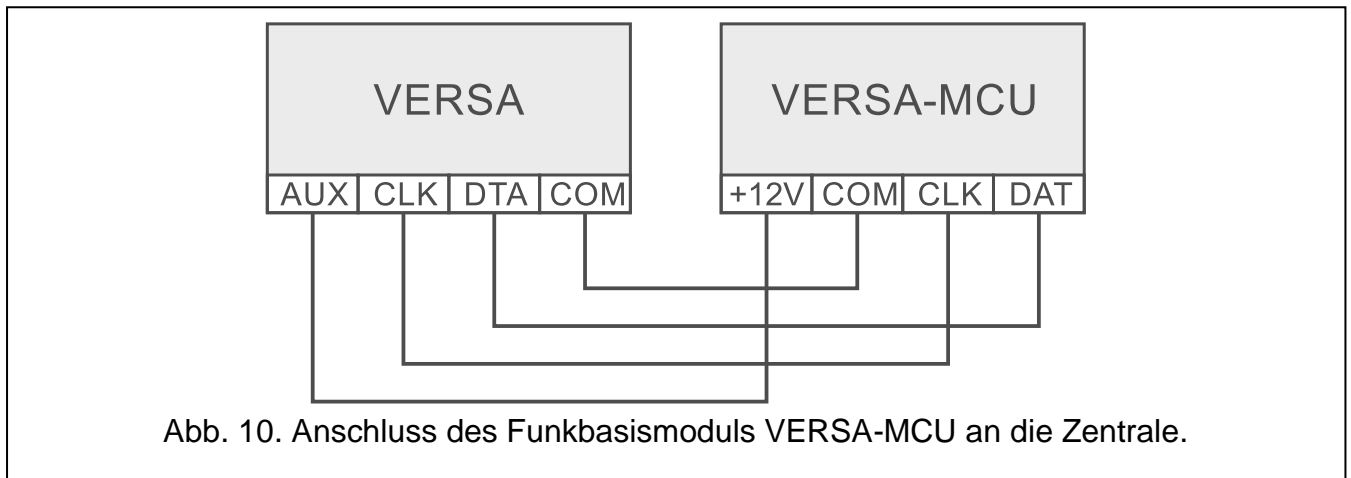 VERSA
VERSA-MCU
AUX CLK DTA COM
+12V COM CLK DAT
Abb. 10. Anschluss des Funkbasismoduls VERSA-MCU an die Zentrale.